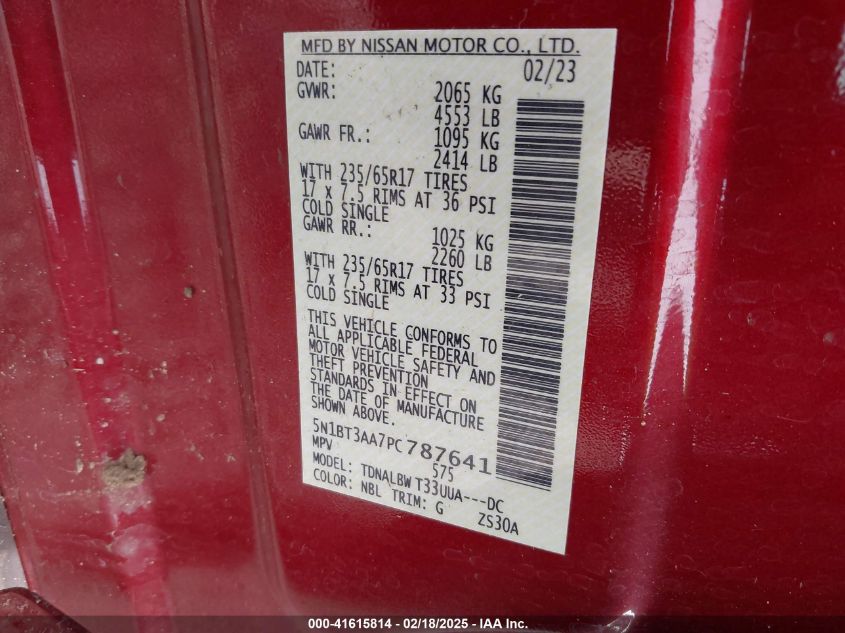 MFD BY NISSAN MOTOR CO., LTD.
DATE: 02/23
GVWR: 2065 KG
4553 LB
GAWR FR.: 1095 KG
2414 LB
WITH 235/65R17 TIRES
17 x 7.5 RIMS AT 36 PSI
COLD SINGLE
GAWR RR.: 1025 KG
2260 LB
WITH 235/65R17 TIRES
17 x 7.5 RIMS AT 33 PSI
COLD SINGLE
THIS VEHICLE CONFORMS TO
ALL APPLICABLE FEDERAL
MOTOR VEHICLE SAFETY AND
THEFT PREVENTION
STANDARDS IN EFFECT ON
THE DATE OF MANUFACTURE
SHOWN ABOVE.
5N1BT3AA7PC787641
MPV 575
MODEL: TDNALBW T33UUA---DC
COLOR: NBL TRIM: G ZS30A
000-41615814 - 02/18/2025 - IAA Inc.